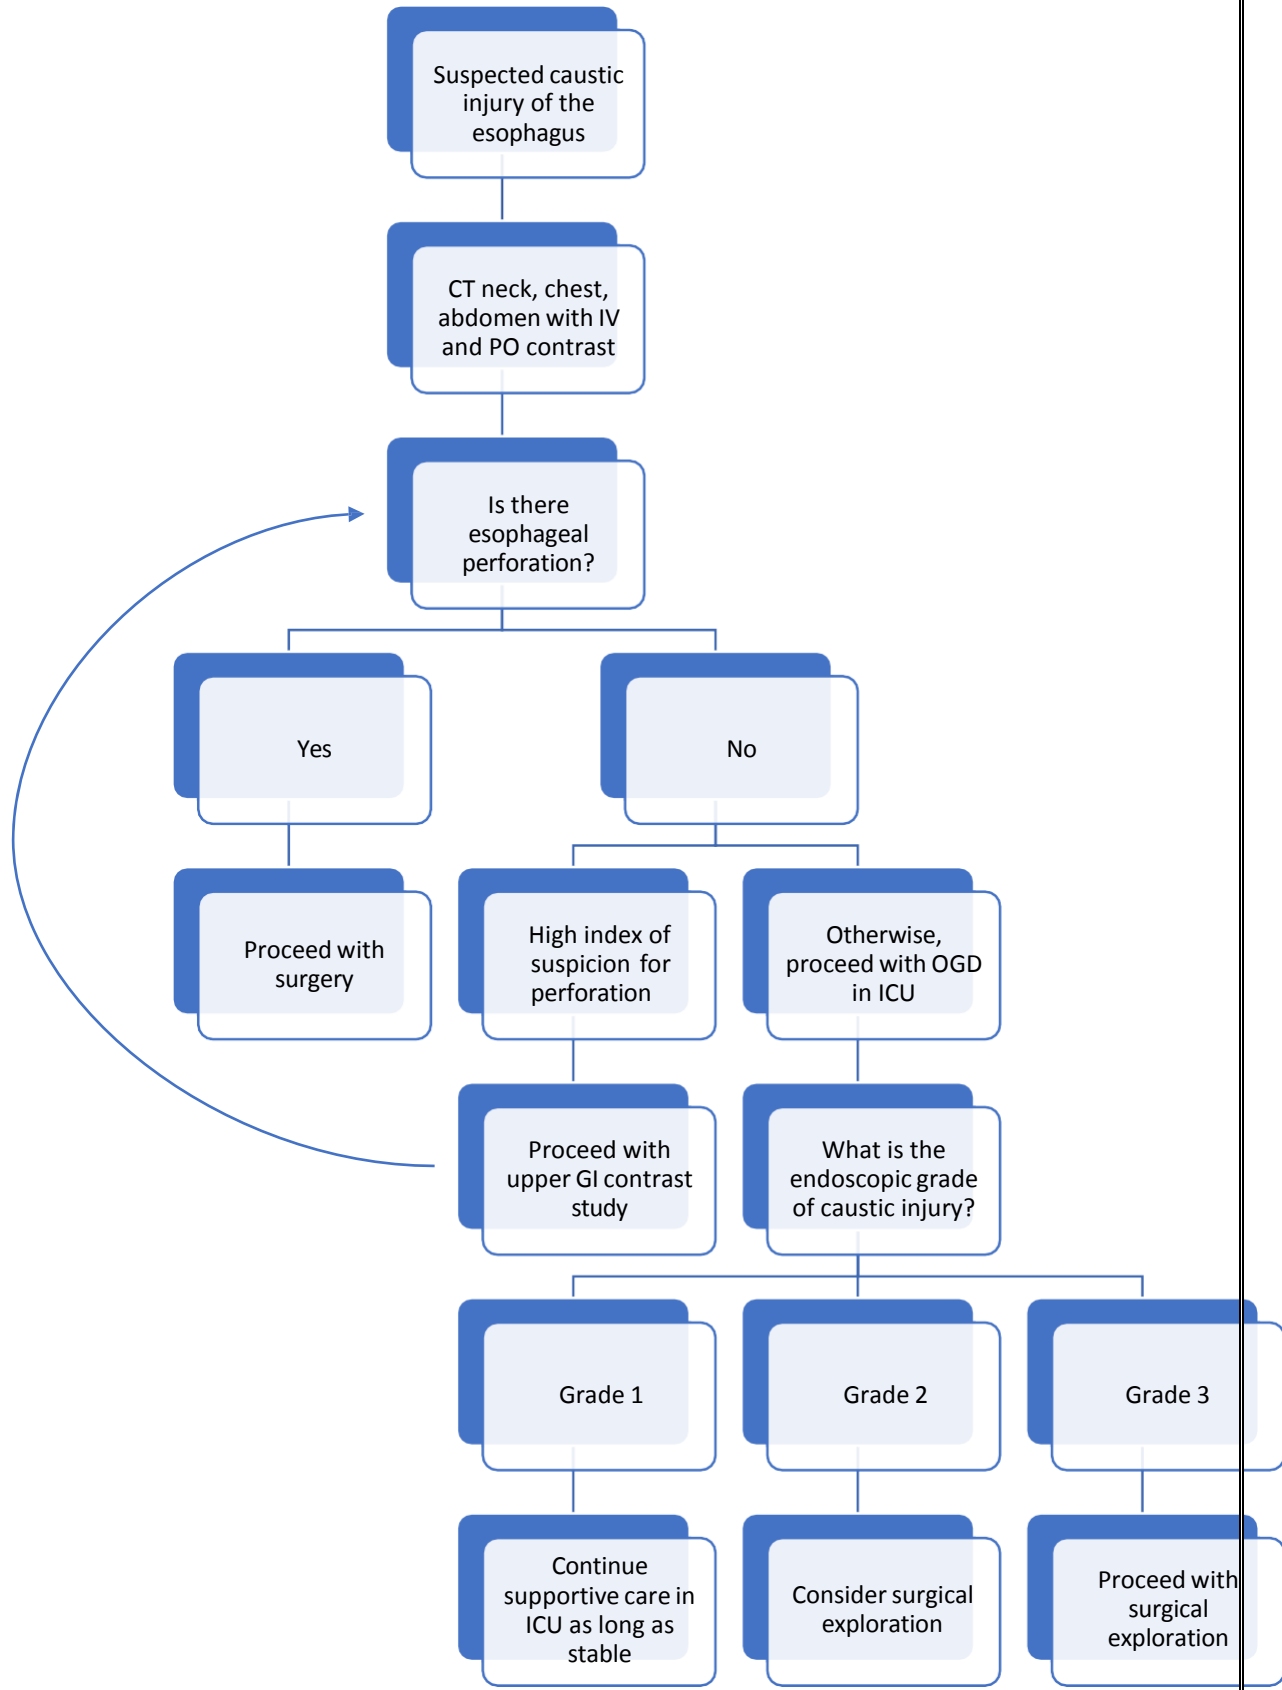 Suspected caustic
injury of the
esophagus
CT neck, chest,
abdomen with IV
and PO contrast
Is there
esophageal
perforation?
Yes
No
Proceed with
surgery
High index of
suspicion for
perforation
Otherwise,
proceed with OGD
in ICU
Proceed with
upper GI contrast
study
What is the
endoscopic grade
of caustic injury?
Grade 1
Grade 2
Grade 3
Continue
supportive care in
ICU as long as
stable
Consider surgical
exploration
Proceed with
surgical
exploration